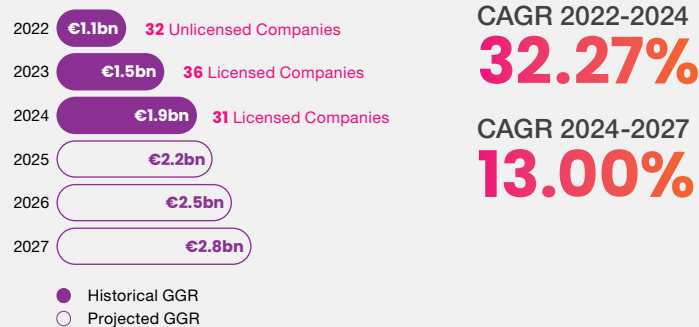 2022 €1.1bn 32 Unlicensed Companies
2023 €1.5bn 36 Licensed Companies
2024 €1.9bn 31 Licensed Companies
2025 €2.2bn
2026 €2.5bn
2027 €2.8bn
Historical GGR
Projected GGR
CAGR 2022-2024
32.27%
CAGR 2024-2027
13.00%